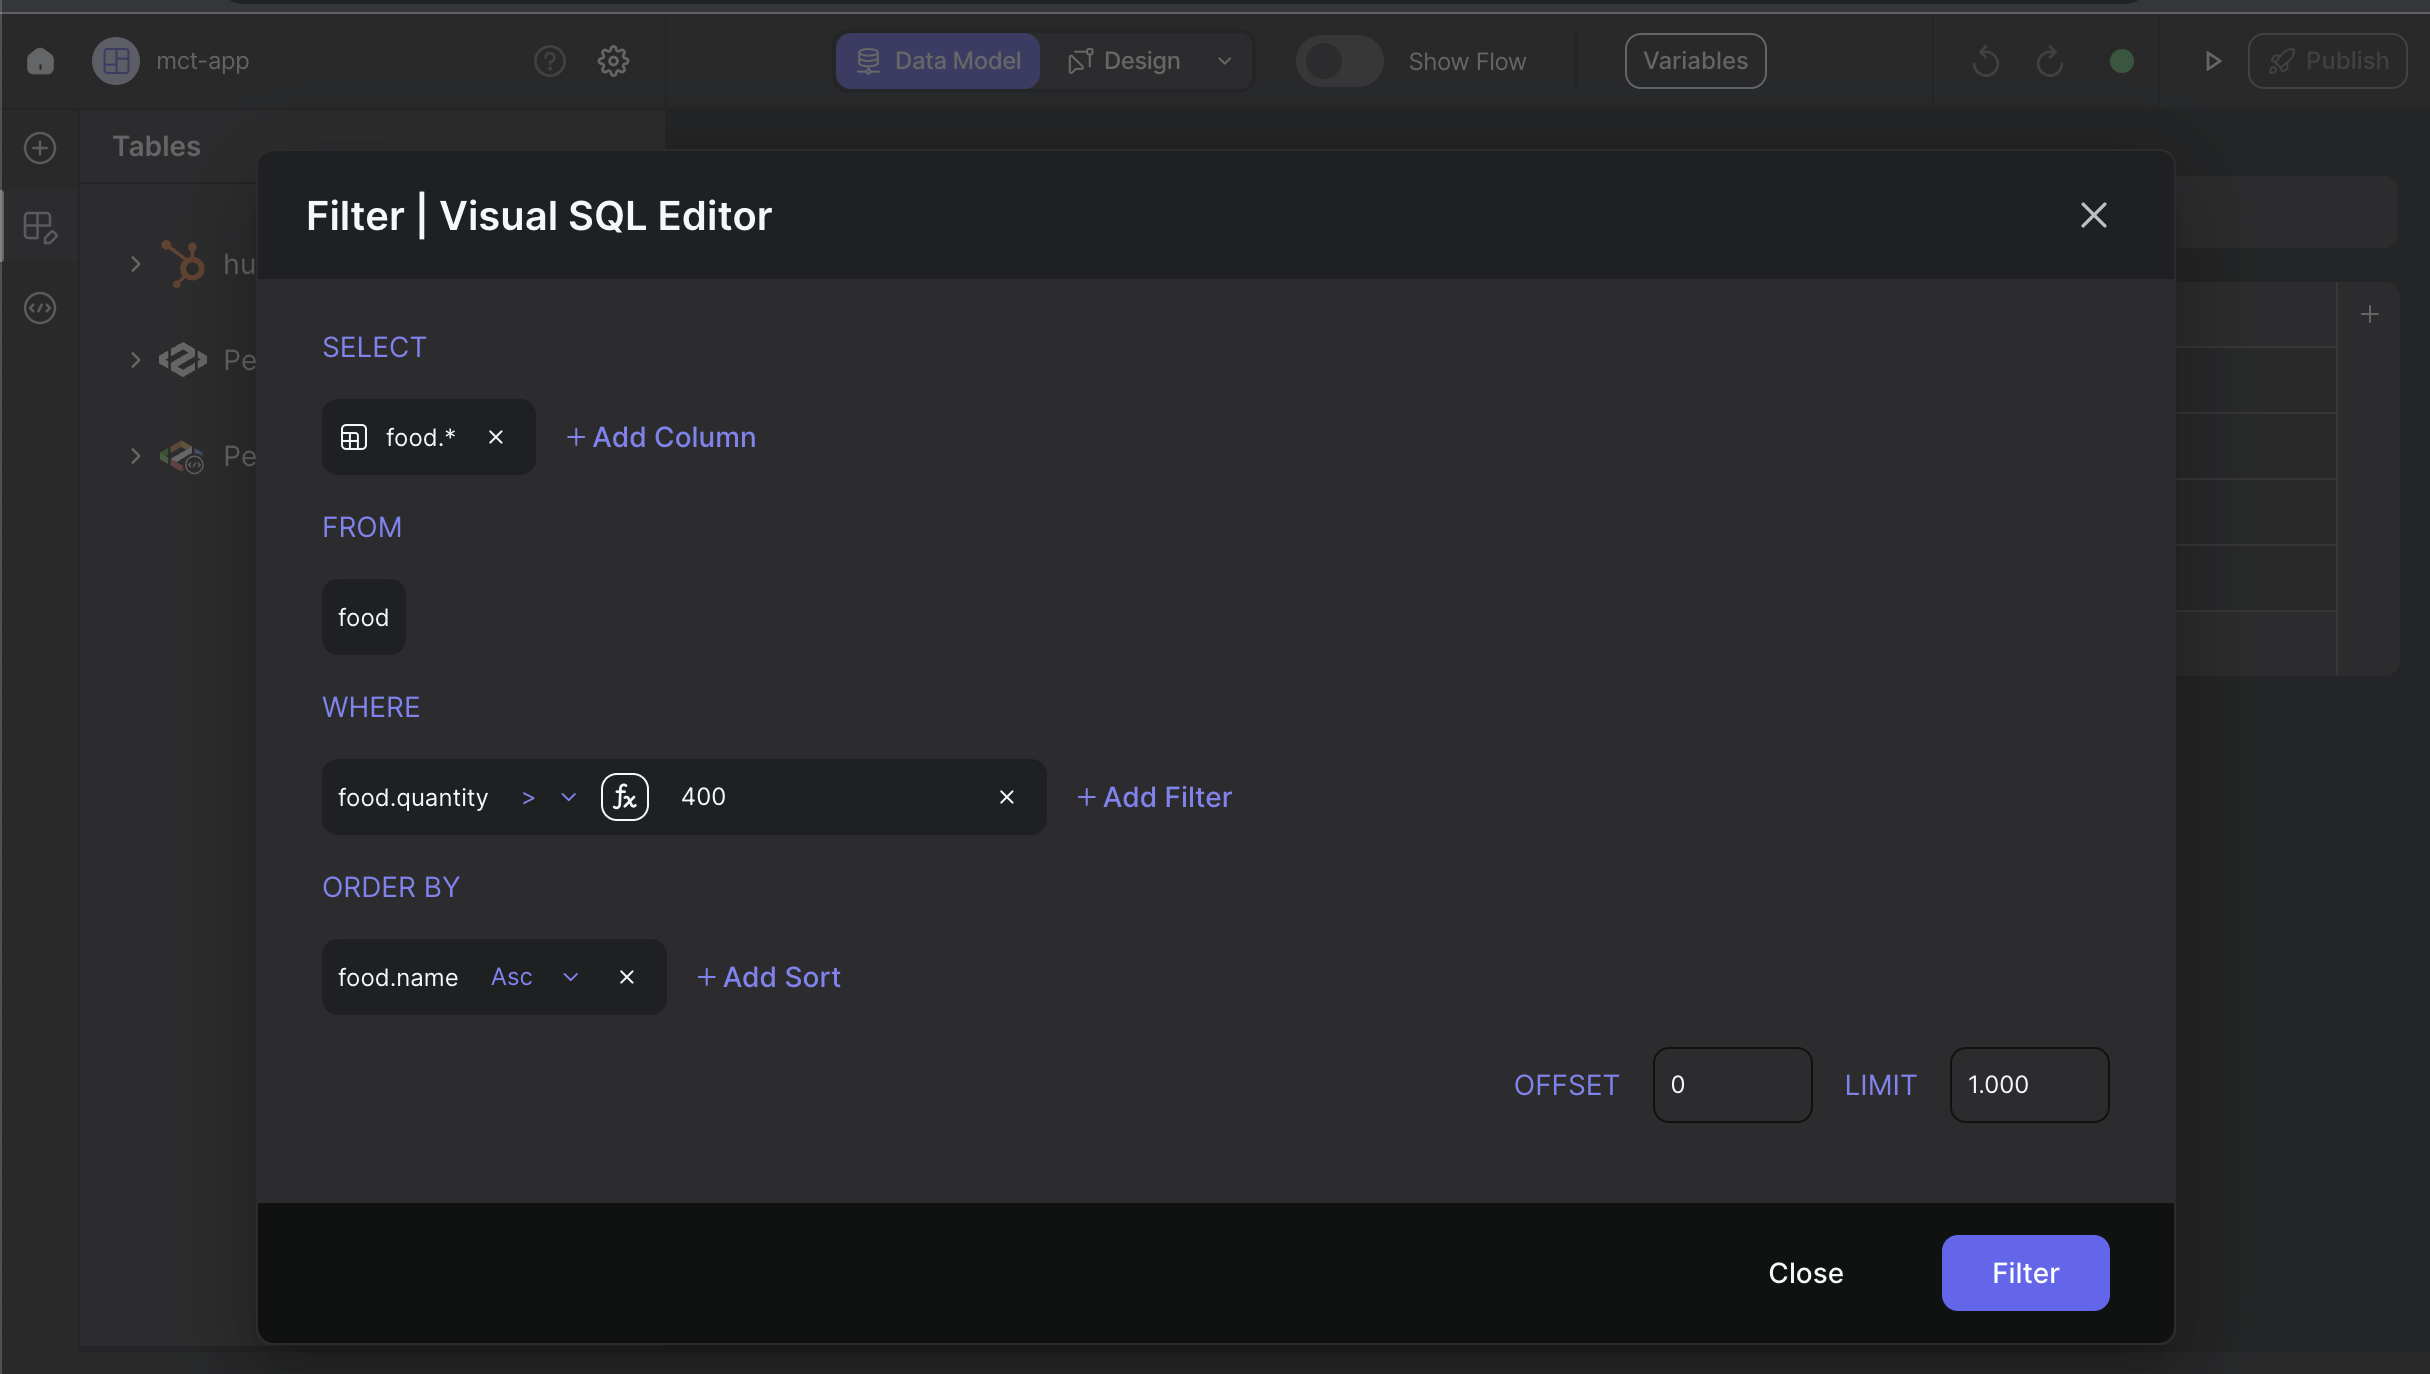 mct-app
Data Model
Design
Show Flow
Variables
Publish
Tables
hu
Pe
Pe
Filter | Visual SQL Editor
SELECT
food.*
+ Add Column
FROM
food
WHERE
food.quantity > fx 400
+ Add Filter
ORDER BY
food.name Asc
+ Add Sort
OFFSET 0 LIMIT 1.000
Close
Filter